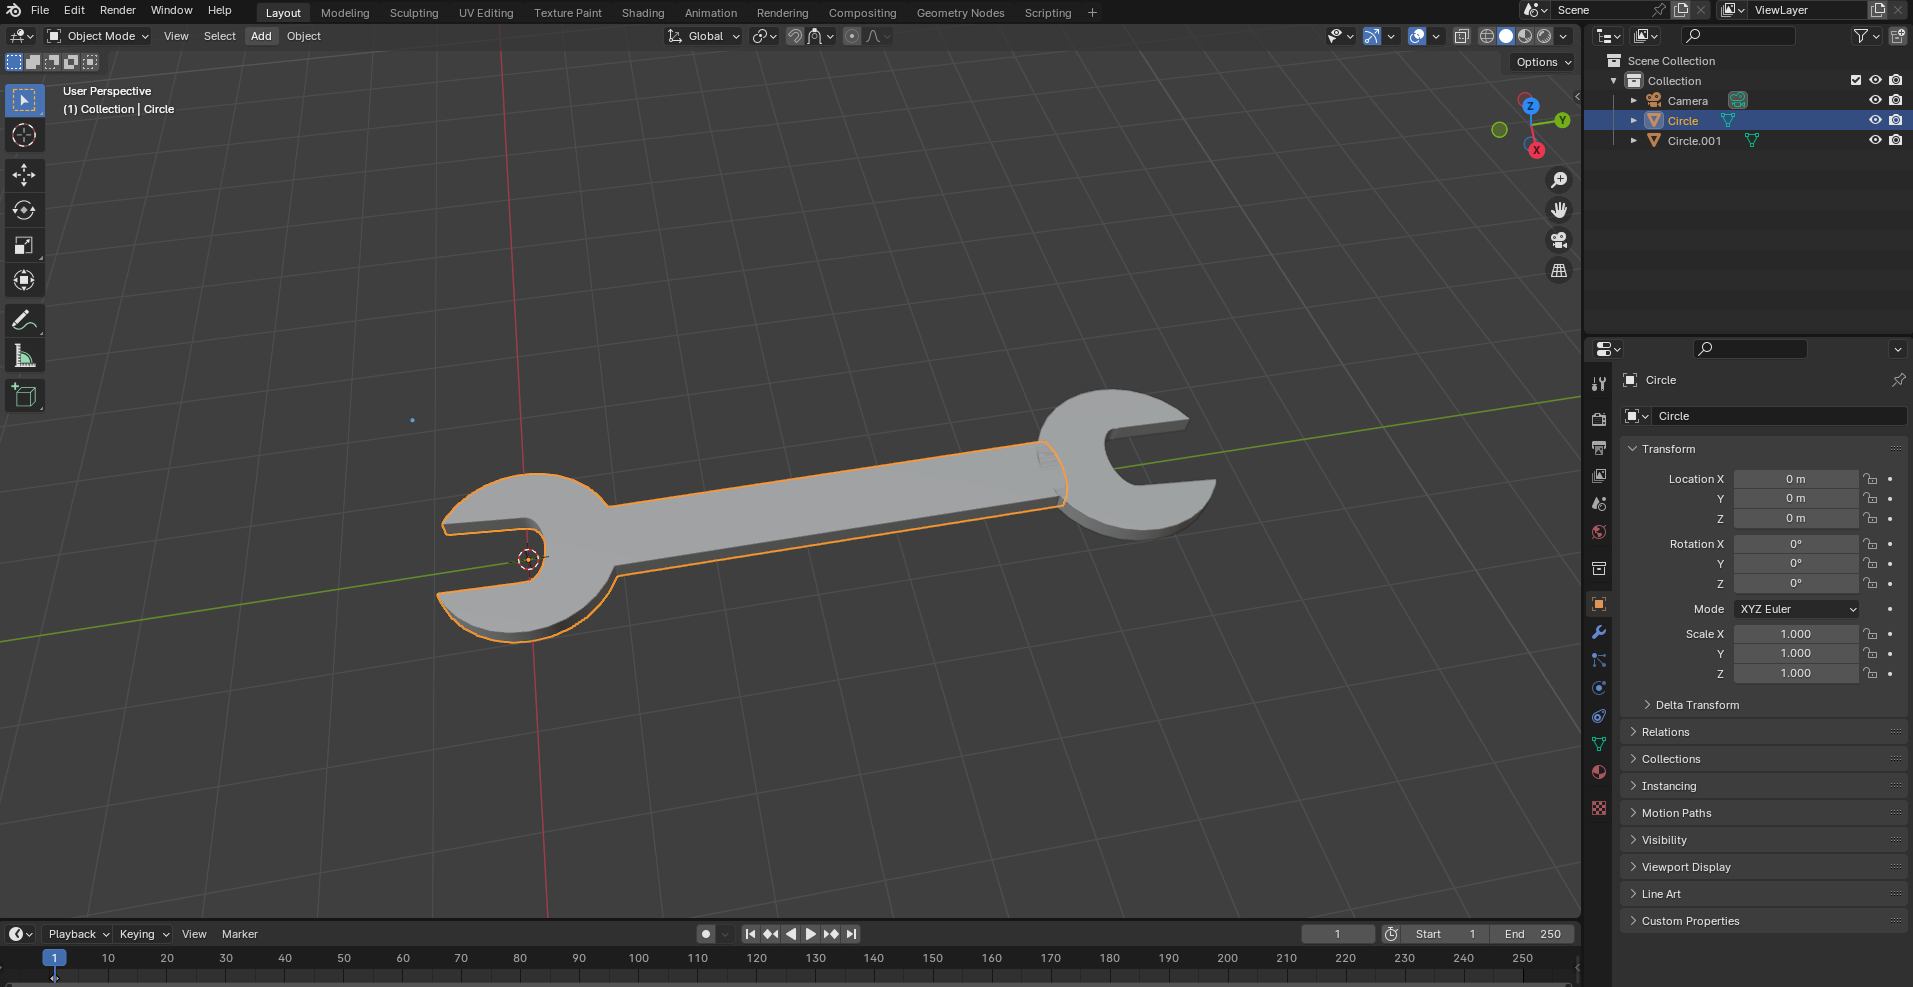 File Edit Render Window Help Layout Modeling Sculpting UV Editing Texture Paint Shading Animation Rendering Compositing Geometry Nodes Scripting + Scene ViewLayer
Object Mode View Select Add Object Global
Options
User Perspective
(1) Collection | Circle
Z
Y
X
Scene Collection
Collection
Camera
Circle
Circle.001
Circle
Circle
Transform
Location X 0 m
Y 0 m
Z 0 m
Rotation X 0°
Y 0°
Z 0°
Mode XYZ Euler
Scale X 1.000
Y 1.000
Z 1.000
Delta Transform
Relations
Collections
Instancing
Motion Paths
Visibility
Viewport Display
Line Art
Custom Properties
Playback Keying View Marker 1 Start 1 End 250
1 10 20 30 40 50 60 70 80 90 100 110 120 130 140 150 160 170 180 190 200 210 220 230 240 250